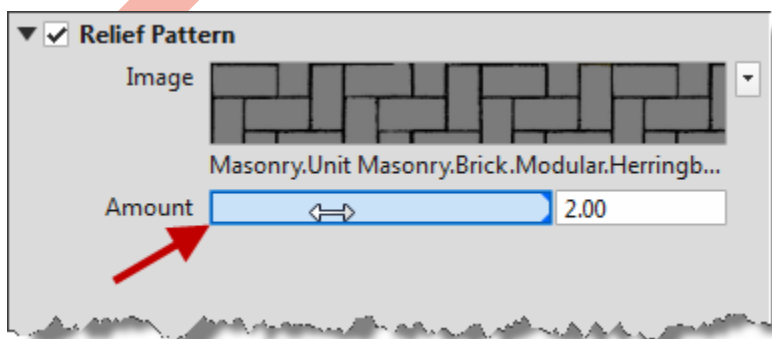 Relief Pattern
Image
Masonry.Unit Masonry.Brick.Modular.Herringb...
Amount 2.00